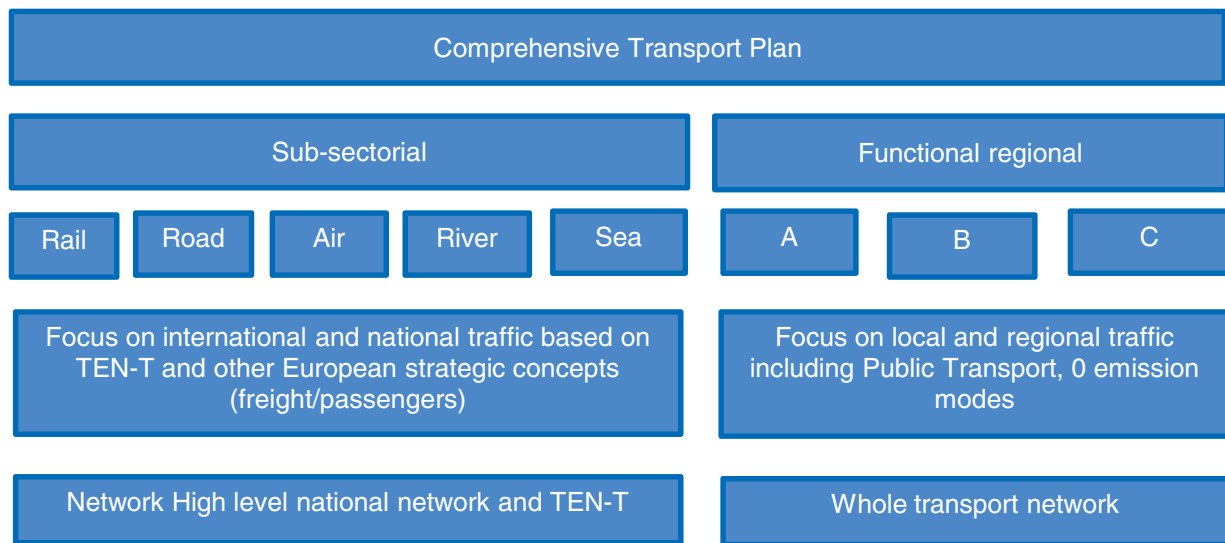 Comprehensive Transport Plan
Sub-sectorial
Functional regional
Rail
Road
Air
River
Sea
A
B
C
Focus on international and national traffic based on
TEN-T and other European strategic concepts
(freight/passengers)
Focus on local and regional traffic
including Public Transport, 0 emission
modes
Network High level national network and TEN-T
Whole transport network